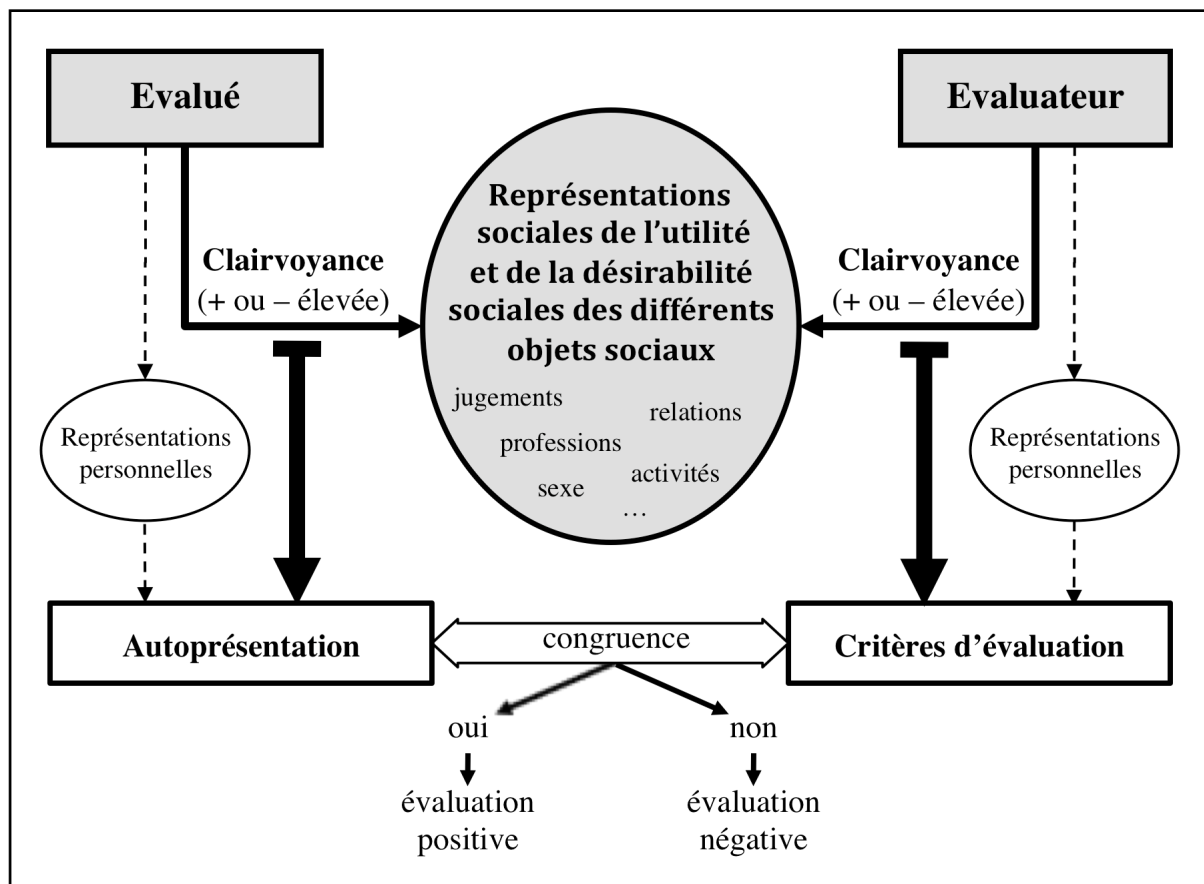 Evalué
Evaluateur
Représentations
sociales de l’utilité
et de la désirabilité
sociales des différents
objets sociaux
Clairvoyance
(+ ou – élevée)
Clairvoyance
(+ ou – élevée)
jugements
relations
professions
activités
sexe
…
Représentations
personnelles
Représentations
personnelles
Autoprésentation
congruence
Critères d’évaluation
oui
non
évaluation
positive
évaluation
négative